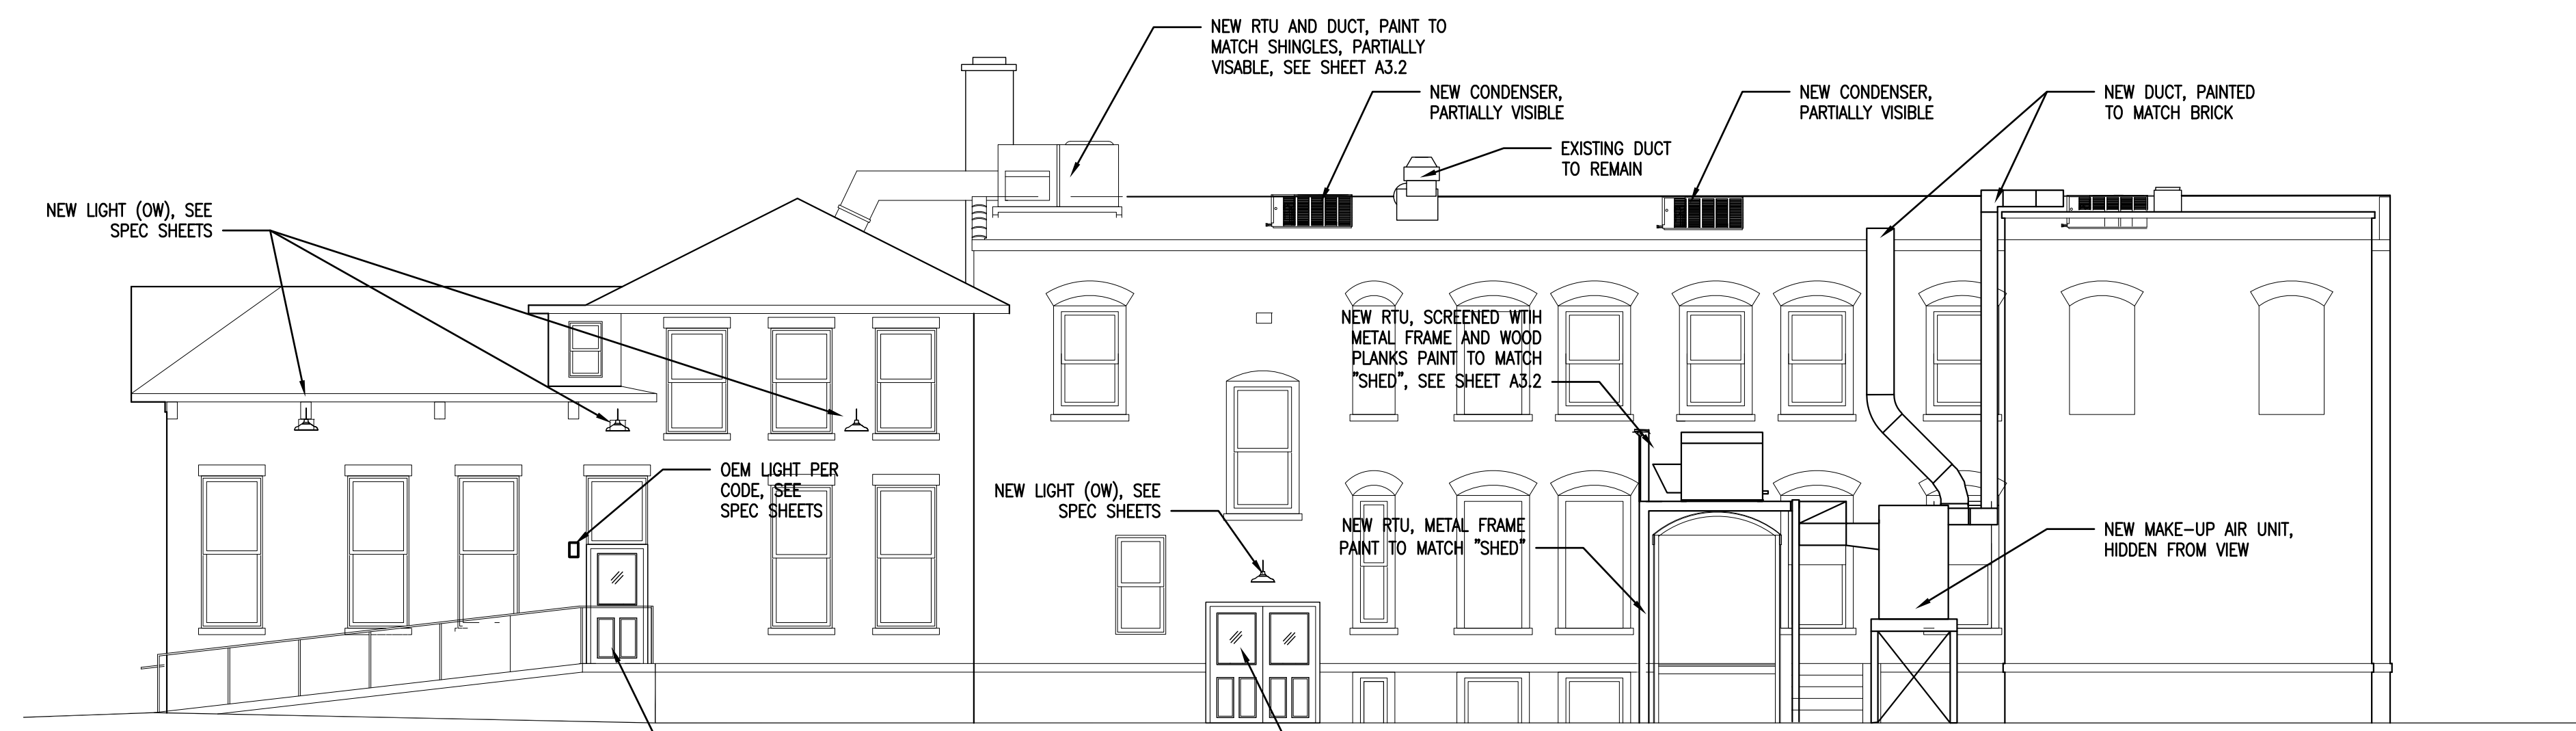 NEW RTU AND DUCT, PAINT TO
MATCH SHINGLES, PARTIALLY
VISABLE, SEE SHEET A3.2
NEW CONDENSER,
PARTIALLY VISIBLE
NEW CONDENSER,
PARTIALLY VISIBLE
NEW DUCT, PAINTED
TO MATCH BRICK
EXISTING DUCT
TO REMAIN
NEW LIGHT (OW), SEE
SPEC SHEETS
NEW RTU, SCREENED WTIH
METAL FRAME AND WOOD
PLANKS PAINT TO MATCH
"SHED", SEE SHEET A3.2
OEM LIGHT PER
CODE, SEE
SPEC SHEETS
NEW LIGHT (OW), SEE
SPEC SHEETS
NEW RTU, METAL FRAME
PAINT TO MATCH "SHED"
NEW MAKE-UP AIR UNIT,
HIDDEN FROM VIEW